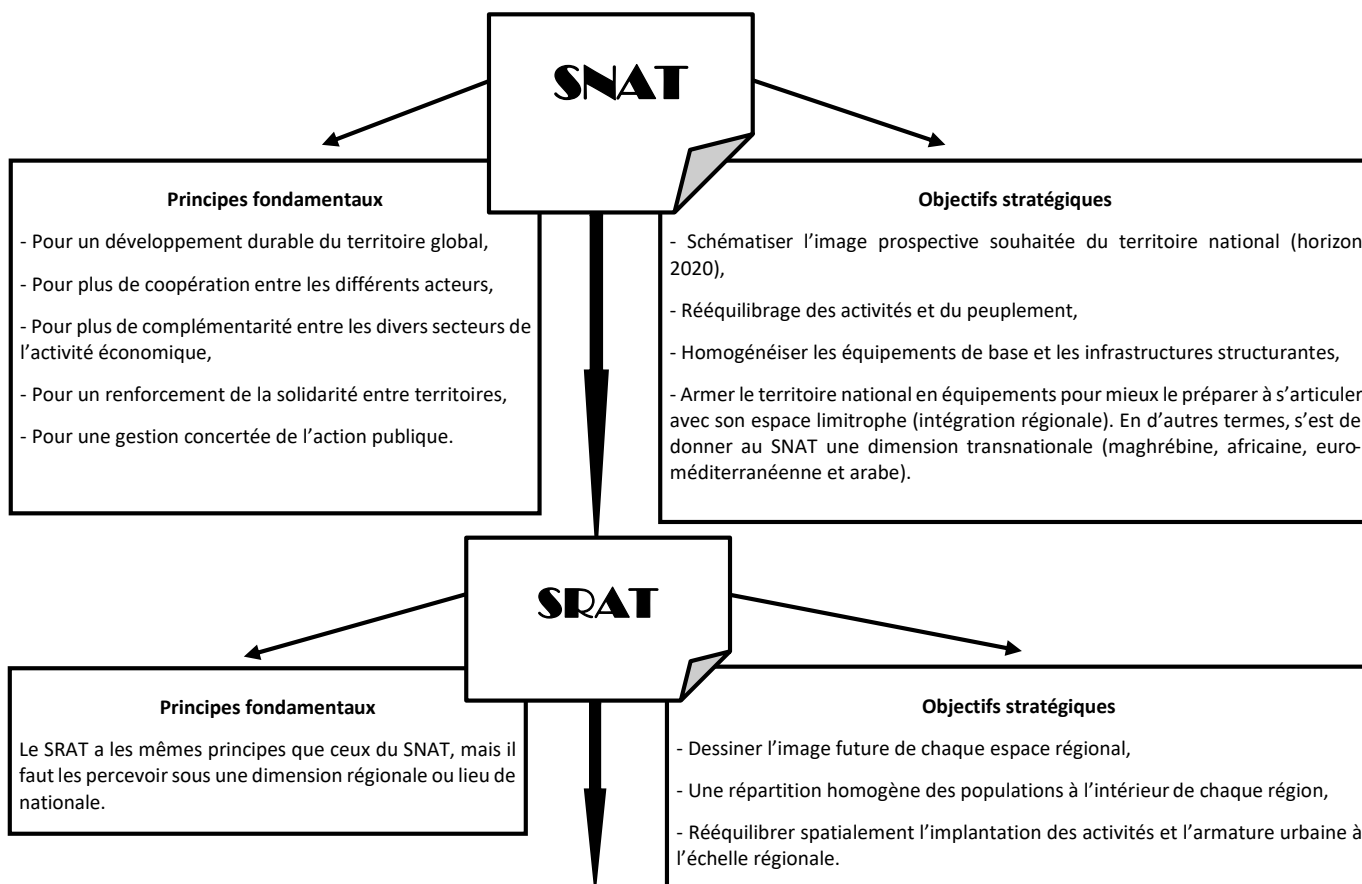 SNAT
Principes fondamentaux
- Pour un développement durable du territoire global,
- Pour plus de coopération entre les différents acteurs,
- Pour plus de complémentarité entre les divers secteurs de
l’activité économique,
- Pour un renforcement de la solidarité entre territoires,
- Pour une gestion concertée de l’action publique.
Objectifs stratégiques
- Schématiser l’image prospective souhaitée du territoire national (horizon
2020),
- Rééquilibrage des activités et du peuplement,
- Homogénéiser les équipements de base et les infrastructures structurantes,
- Armer le territoire national en équipements pour mieux le préparer à s’articuler
avec son espace limitrophe (intégration régionale). En d’autres termes, s’est de
donner au SNAT une dimension transnationale (maghrébine, africaine, euro-
méditerranéenne et arabe).
SRAT
Principes fondamentaux
Le SRAT a les mêmes principes que ceux du SNAT, mais il
faut les percevoir sous une dimension régionale ou lieu de
nationale.
Objectifs stratégiques
- Dessiner l’image future de chaque espace régional,
- Une répartition homogène des populations à l’intérieur de chaque région,
- Rééquilibrer spatialement l’implantation des activités et l’armature urbaine à
l’échelle régionale.